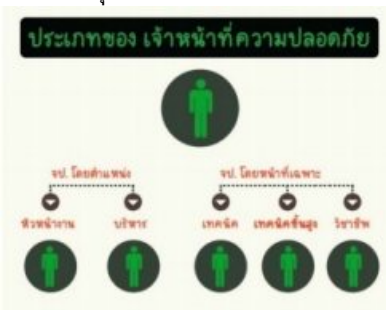 ประเภทของ เจ้าหน้าที่ความปลอดภัย
จป. โดยตำแหน่ง
จป. โดยหน้าที่เฉพาะ
หัวหน้างาน
บริหาร
เทคนิค
เทคนิคชั้นสูง
วิชาชีพ